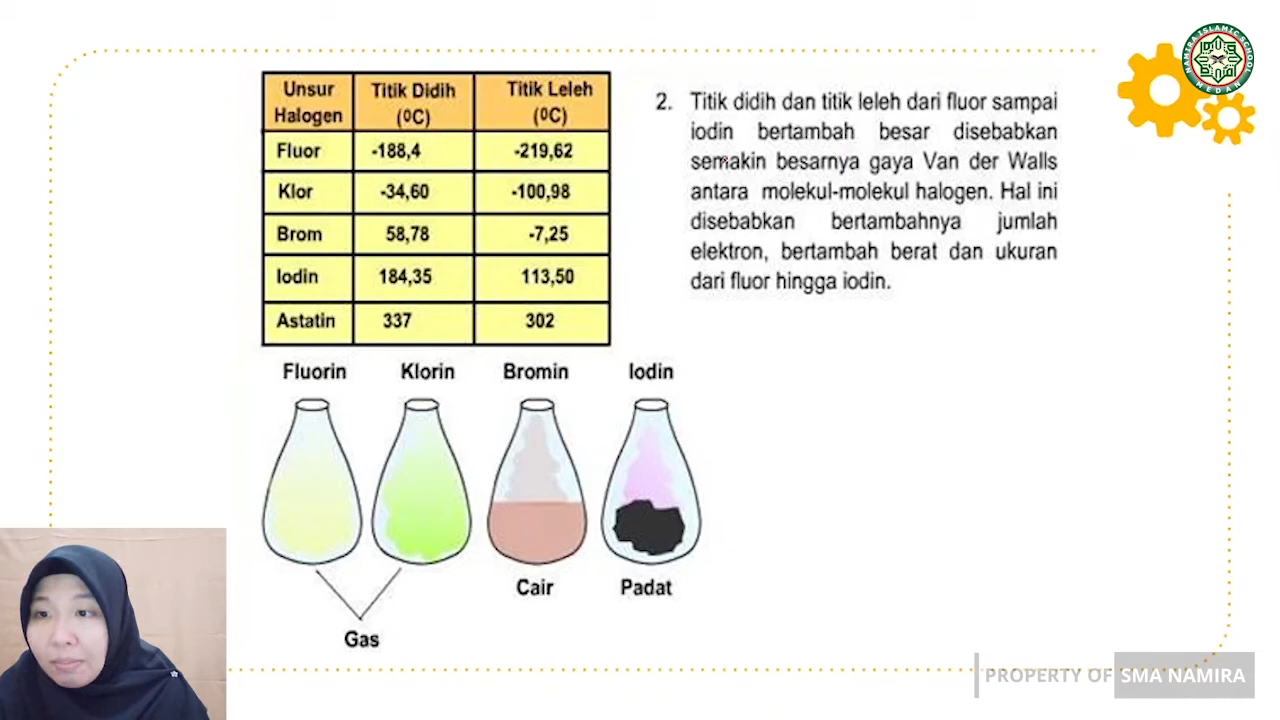 Unsur Halogen
Titik Didih (⁰C)
Titik Leleh (⁰C)
Fluor -188,4 -219,62
Klor -34,60 -100,98
Brom 58,78 -7,25
Iodin 184,35 113,50
Astatin 337 302
2. Titik didih dan titik leleh dari fluor sampai
iodin bertambah besar disebabkan
semakin besarnya gaya Van der Walls
antara molekul-molekul halogen. Hal ini
disebabkan bertambahnya jumlah
elektron, bertambah berat dan ukuran
dari fluor hingga iodin.
Fluorin Klorin Bromin Iodin
Cair Padat
Gas
NAMIRA ISLAMIC SCHOOL
MEDAN
PROPERTY OF SMA NAMIRA